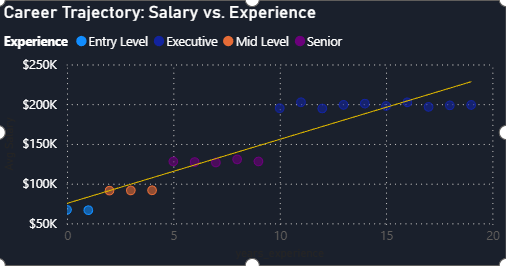 Career Trajectory: Salary vs. Experience
Experience Entry Level Executive Mid Level Senior
$250K
$200K
$150K
$100K
$50K
0 5 10 15 20